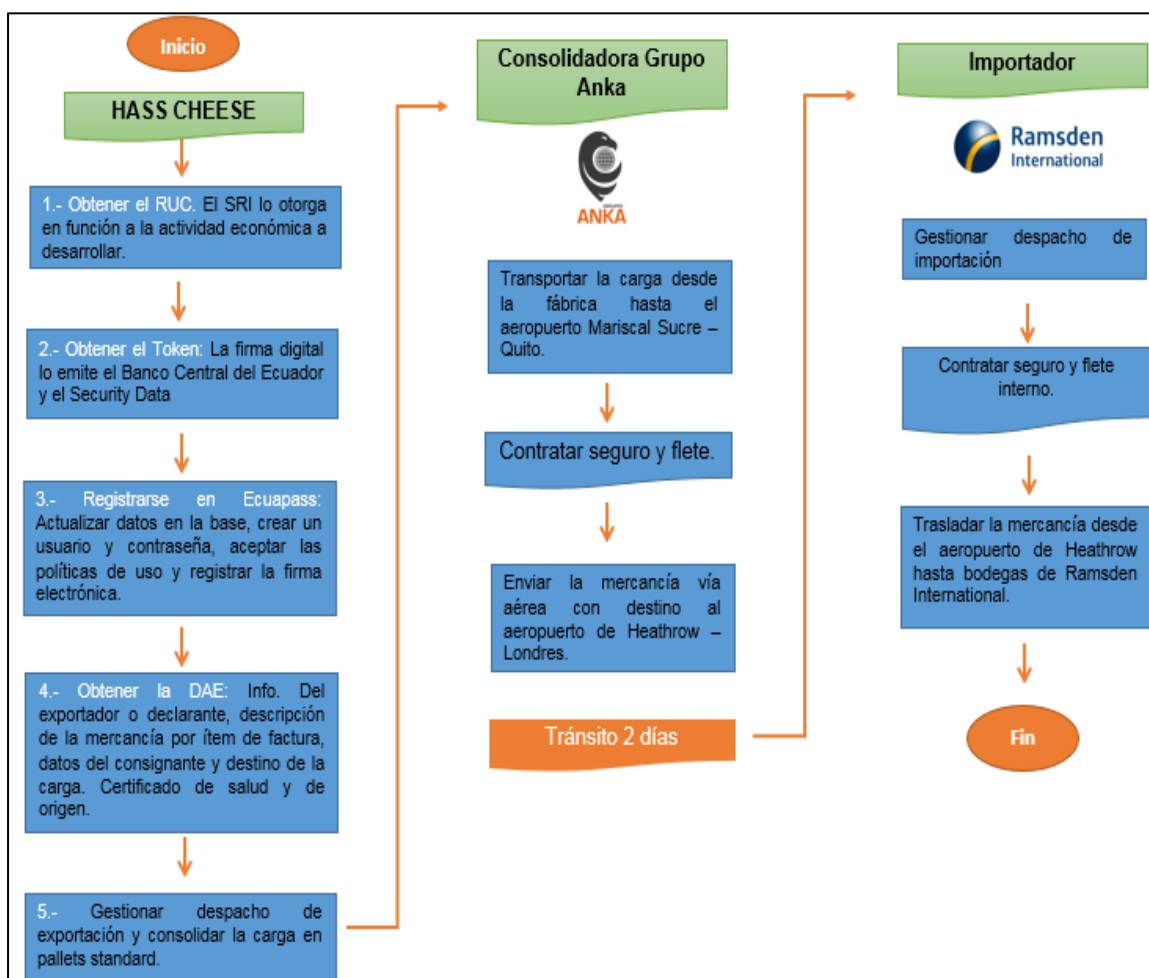 Inicio
HASS CHEESE
1.- Obtener el RUC. El SRI lo otorga
en función a la actividad económica a
desarrollar.
2.- Obtener el Token: La firma digital
lo emite el Banco Central del Ecuador
y el Security Data
3.- Registrarse en Ecuapass:
Actualizar datos en la base, crear un
usuario y contraseña, aceptar las
políticas de uso y registrar la firma
electrónica.
4.- Obtener la DAE: Info. Del
exportador o declarante, descripción
de la mercancía por ítem de factura,
datos del consignante y destino de la
carga. Certificado de salud y de
origen.
5.- Gestionar despacho de
exportación y consolidar la carga en
pallets standard.
Consolidadora Grupo
Anka
ANKA
Transportar la carga desde
la fábrica hasta el
aeropuerto Mariscal Sucre –
Quito.
Contratar seguro y flete.
Enviar la mercancía vía
aérea con destino al
aeropuerto de Heathrow –
Londres.
Tránsito 2 días
Importador
Ramsden
International
Gestionar despacho de
importación
Contratar seguro y flete
interno.
Trasladar la mercancía desde
el aeropuerto de Heathrow
hasta bodegas de Ramsden
International.
Fin